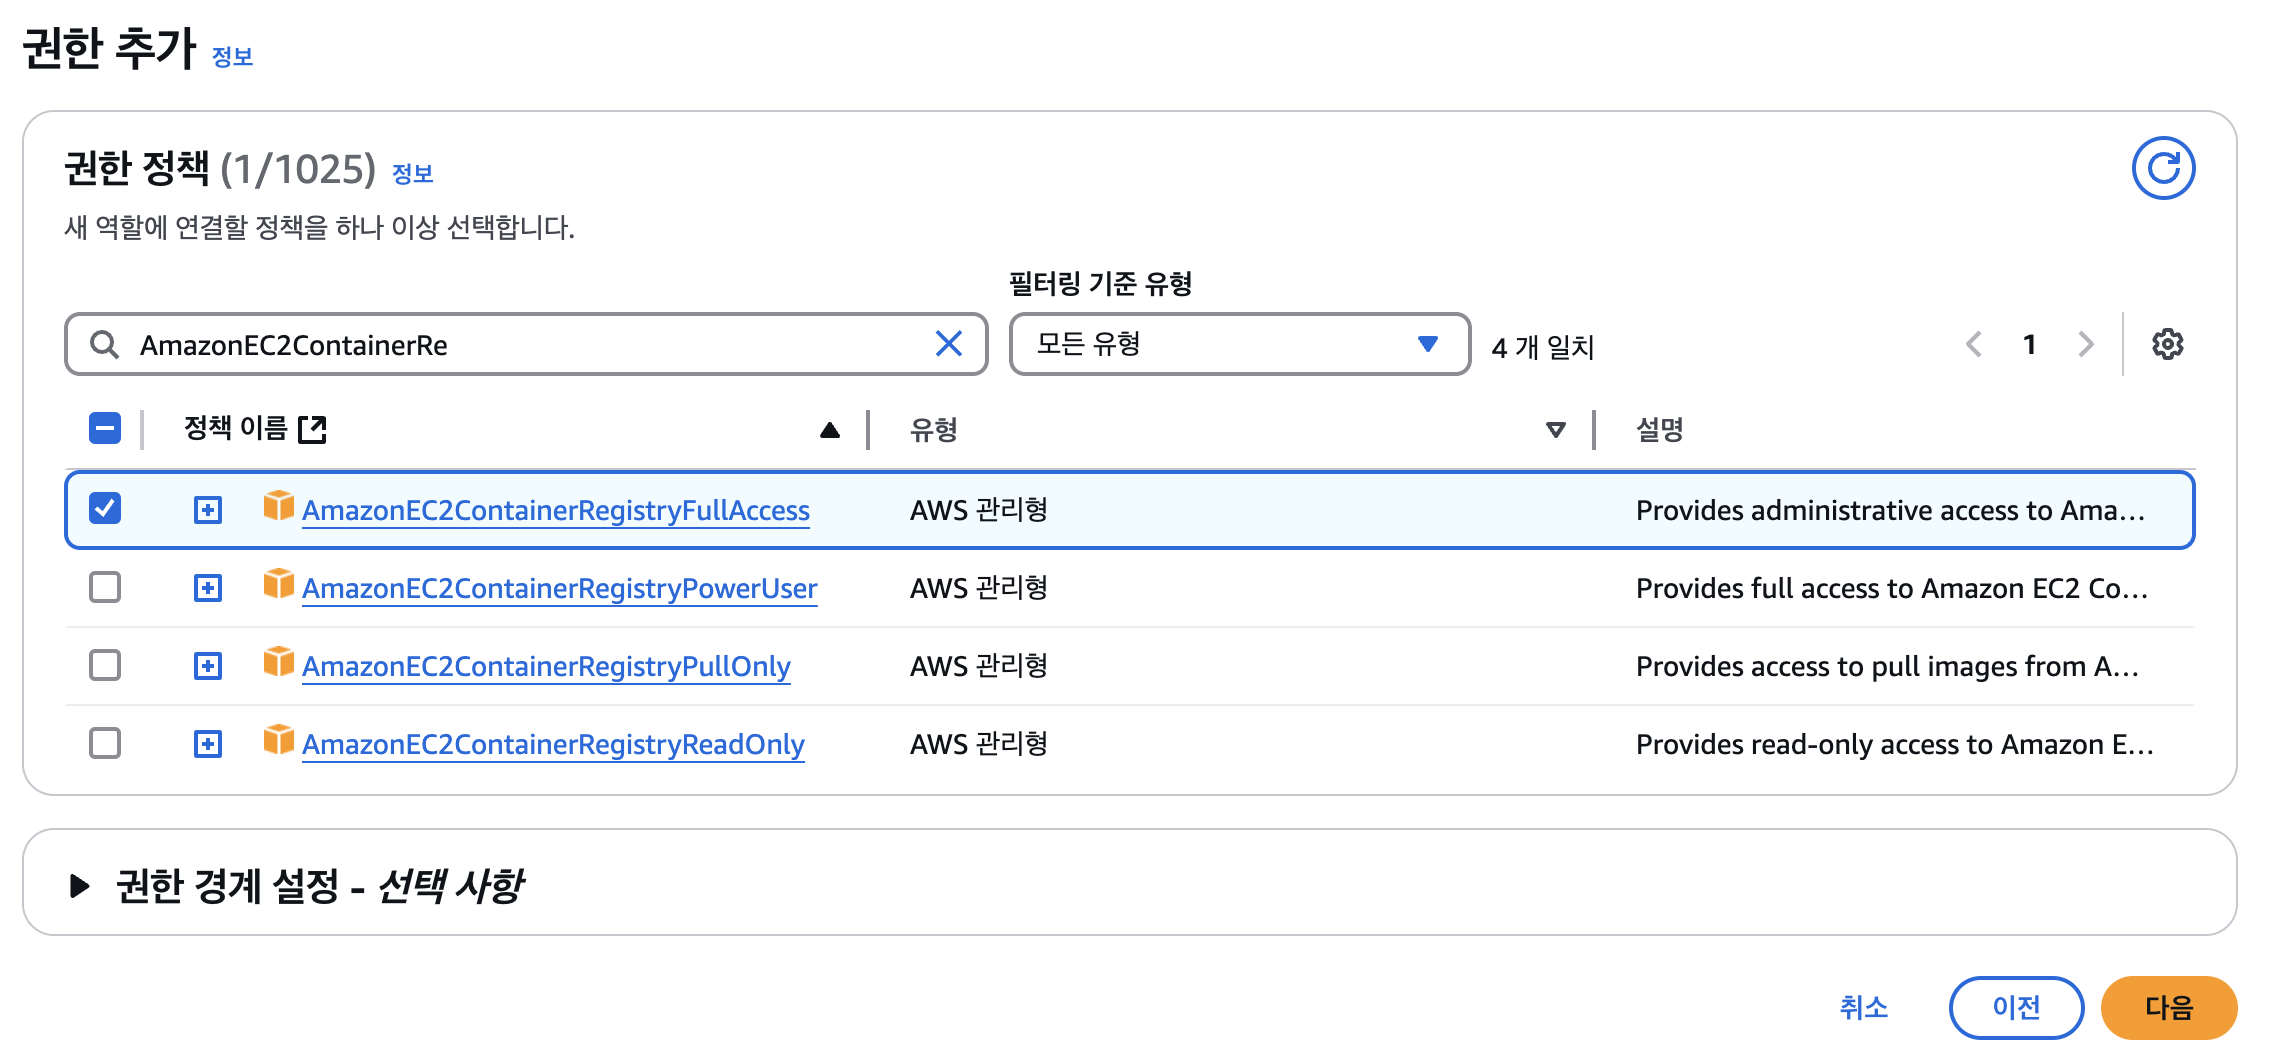 권한 추가 정보
권한 정책 (1/1025) 정보
새 역할에 연결할 정책을 하나 이상 선택합니다.
필터링 기준 유형
AmazonEC2ContainerRe 모든 유형 4 개 일치 1
정책 이름 유형 설명
AmazonEC2ContainerRegistryFullAccess AWS 관리형 Provides administrative access to Ama...
AmazonEC2ContainerRegistryPowerUser AWS 관리형 Provides full access to Amazon EC2 Co...
AmazonEC2ContainerRegistryPullOnly AWS 관리형 Provides access to pull images from A...
AmazonEC2ContainerRegistryReadOnly AWS 관리형 Provides read-only access to Amazon E...
권한 경계 설정 - 선택 사항
취소 이전 다음